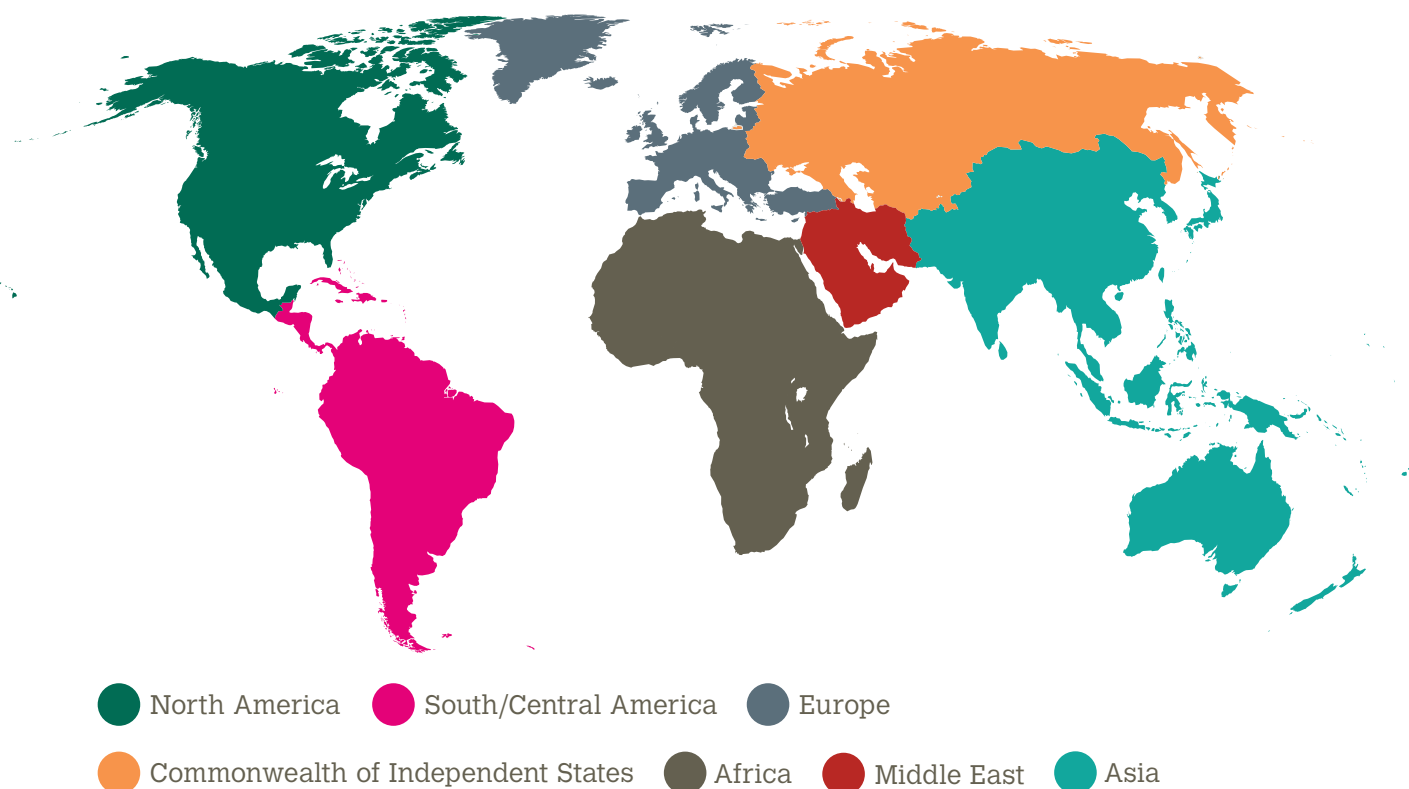 North America South/Central America Europe
Commonwealth of Independent States Africa Middle East Asia